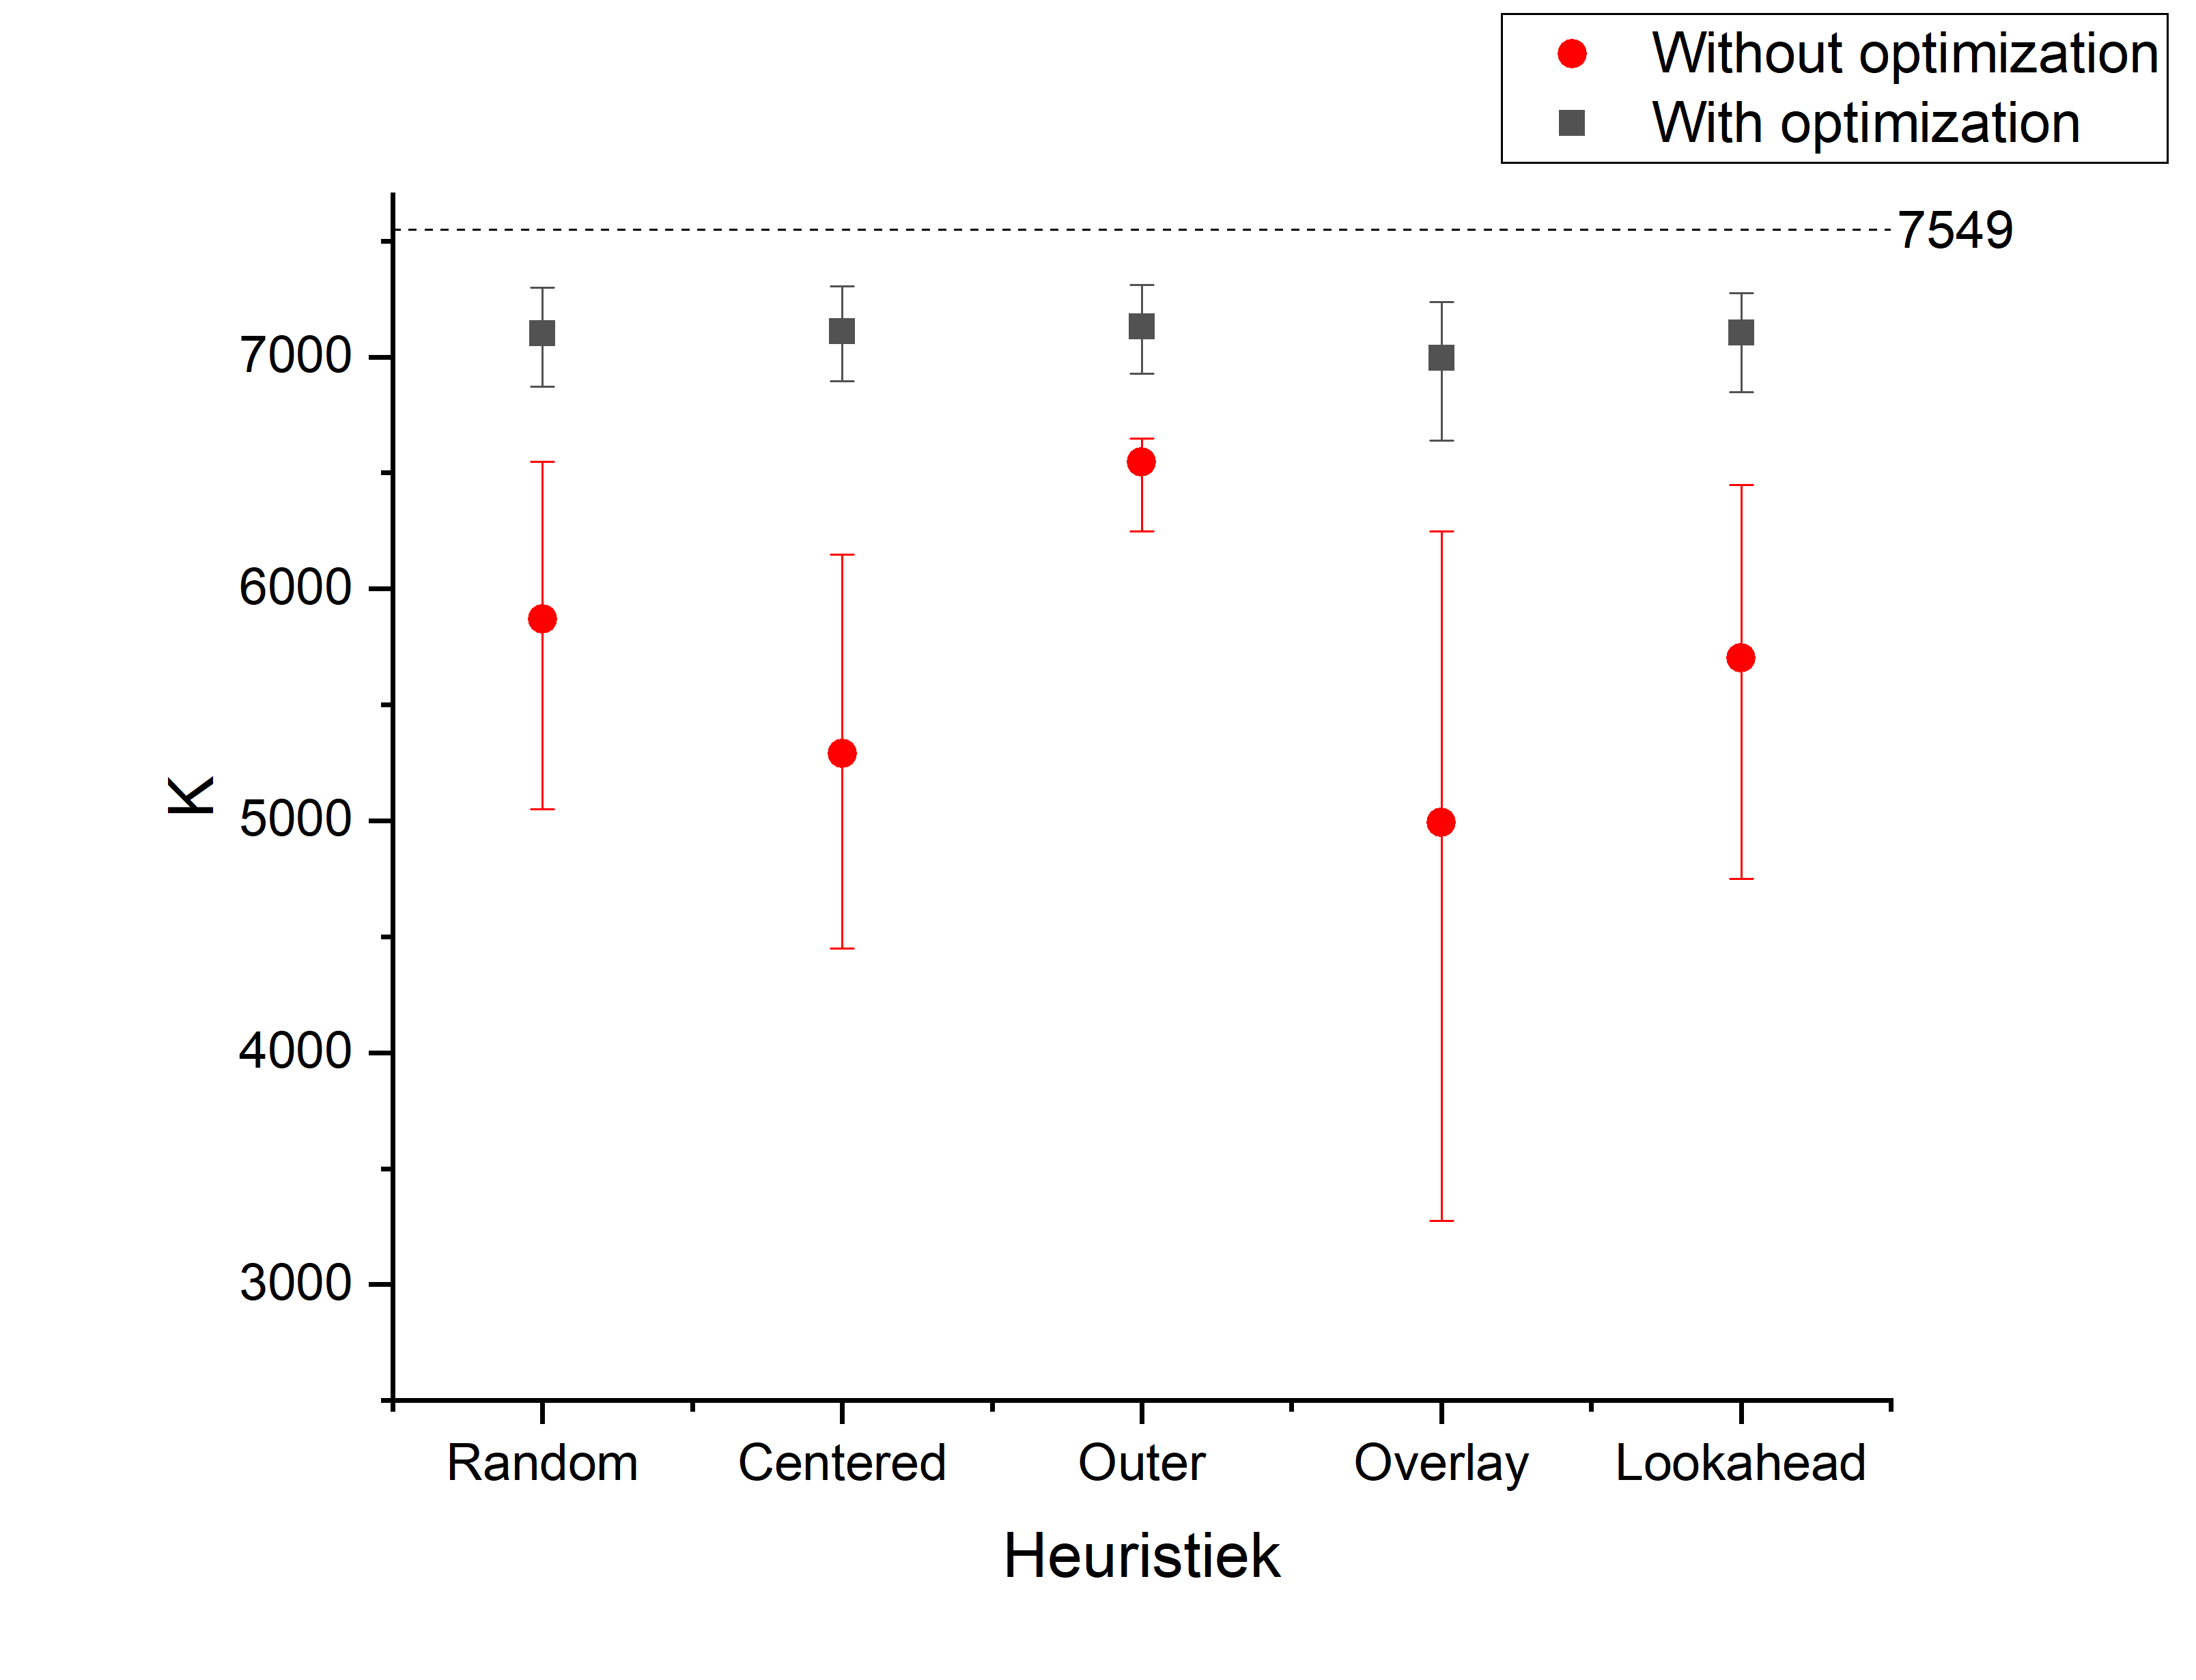 Without optimization
With optimization
7549
7000
6000
5000
4000
3000
K
Random Centered Outer Overlay Lookahead
Heuristiek